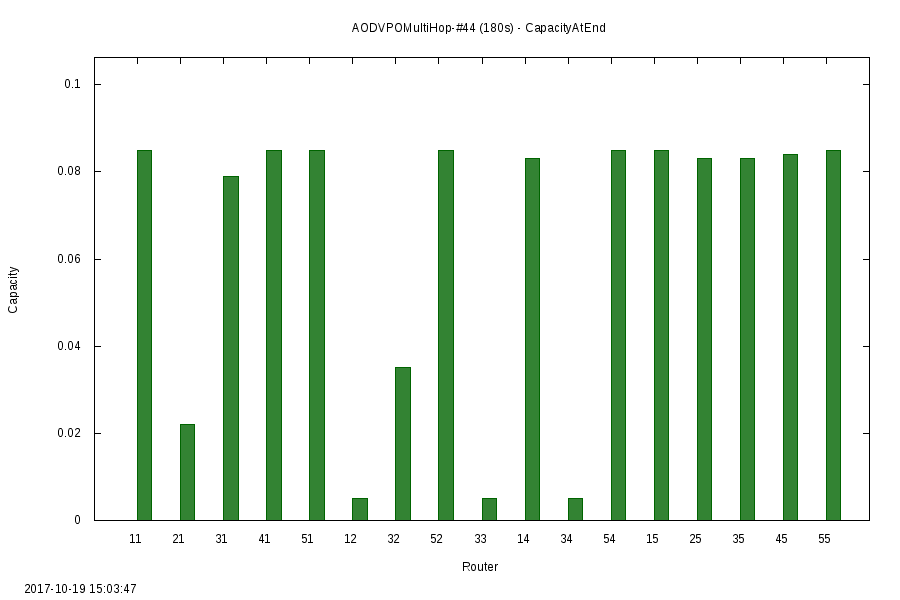 AODVPOMultiHop-#44 (180s) - CapacityAtEnd
0.1
0.08
0.06
0.04
0.02
0
Capacity
11 21 31 41 51 12 32 52 33 14 34 54 15 25 35 45 55
Router
2017-10-19 15:03:47